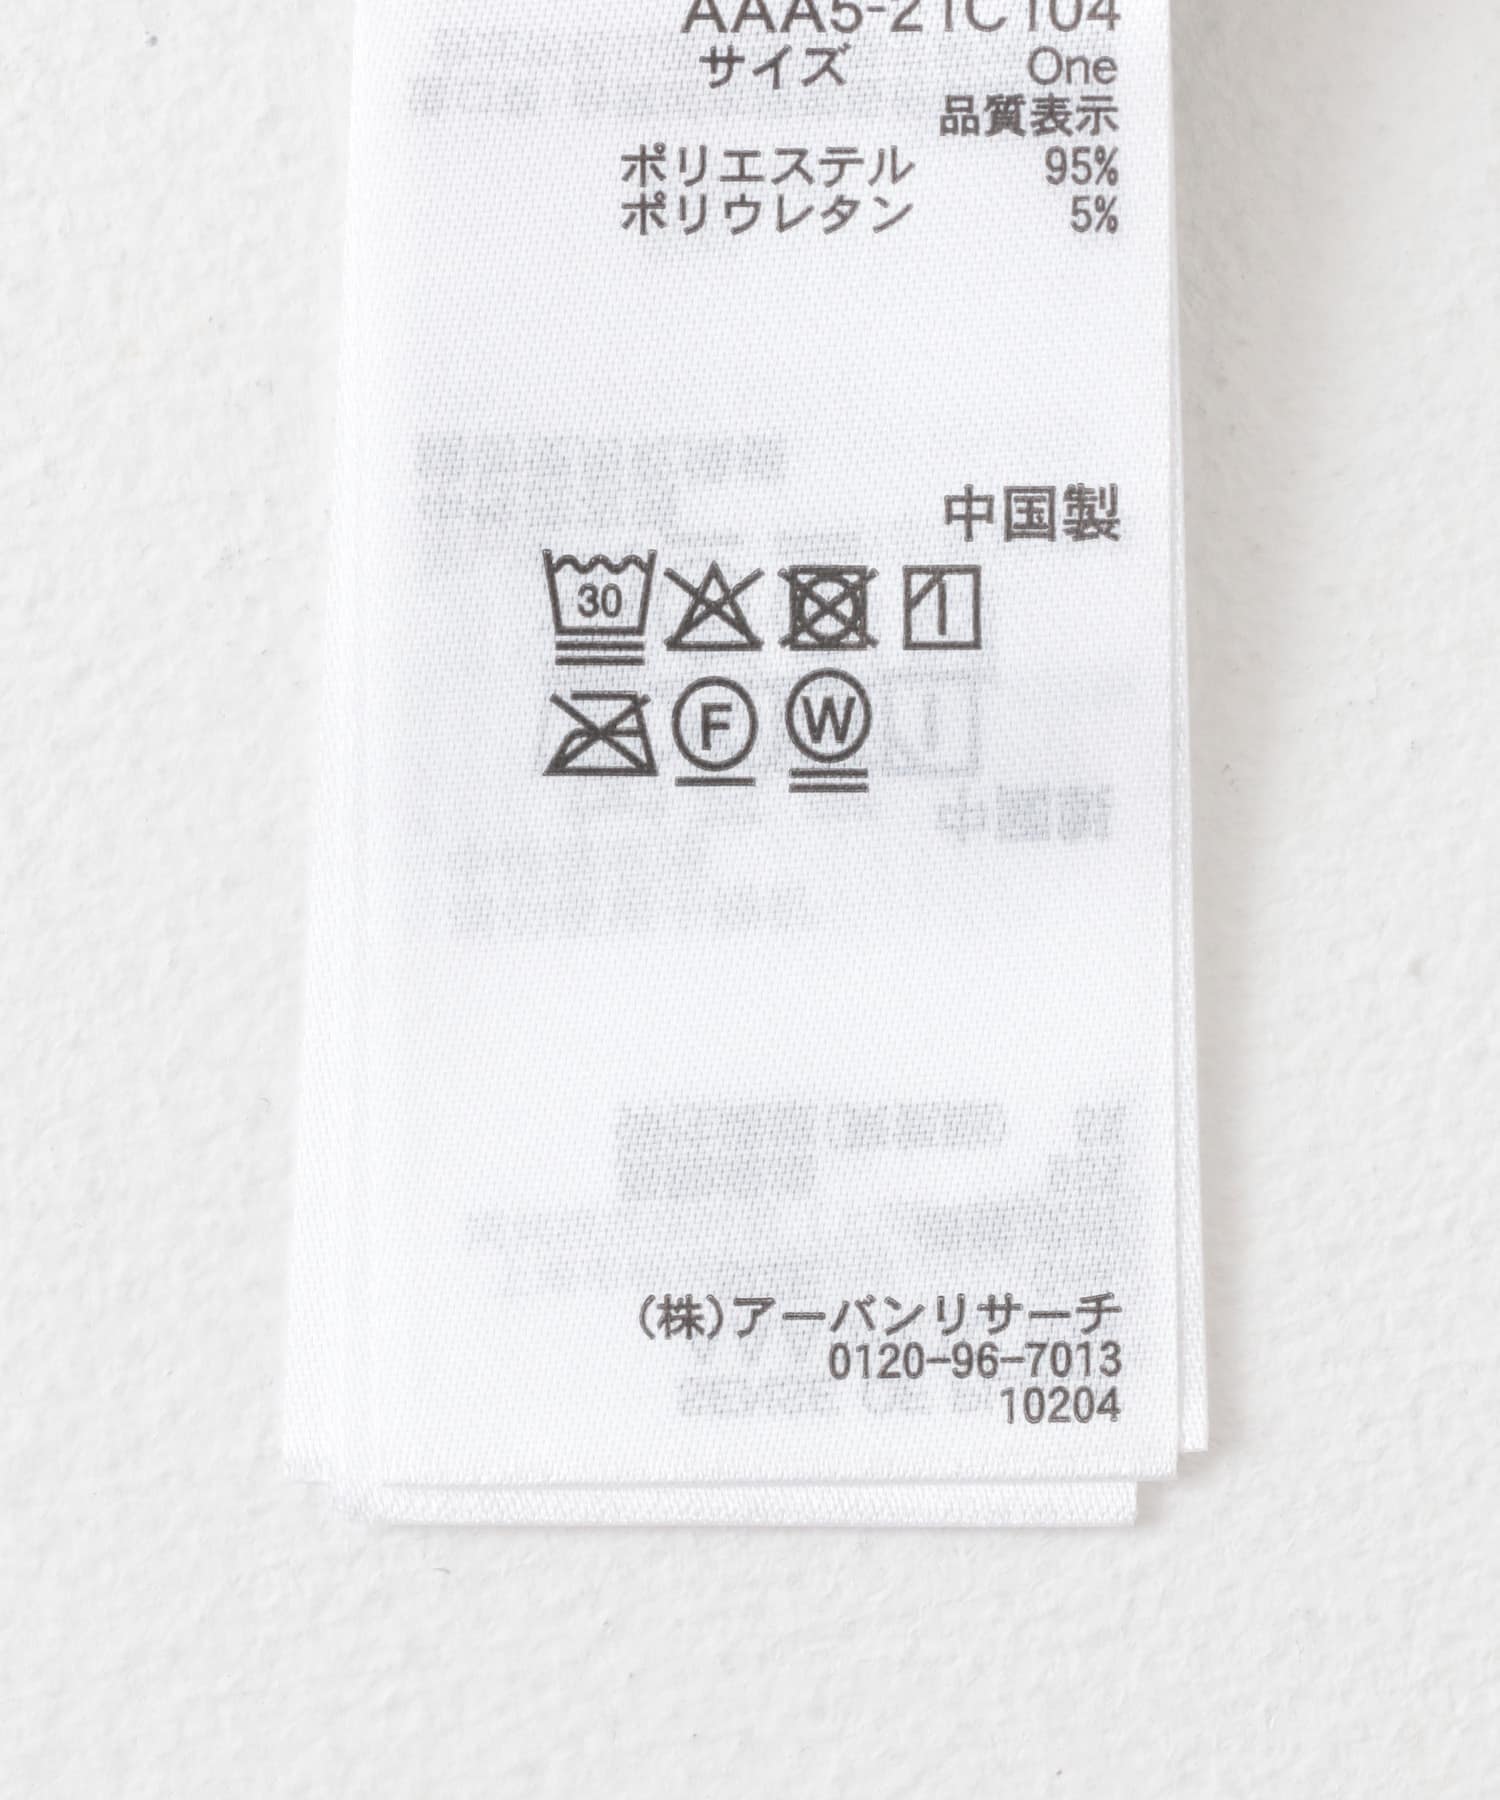 AAA5-21C104
サイズ One
品質表示
ポリエステル 95%
ポリウレタン 5%
中国製
30
F W
(株)アーバンリサーチ
0120-96-7013
10204